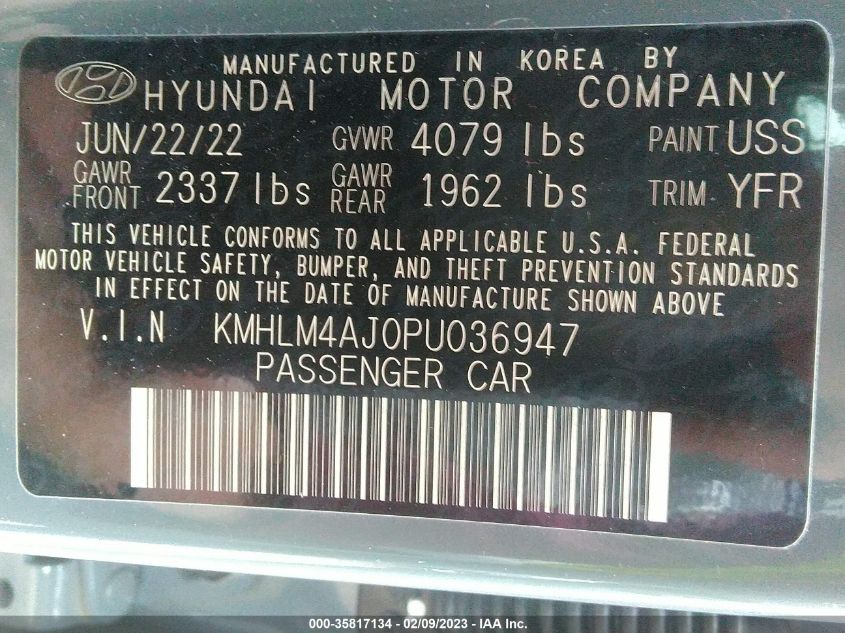 MANUFACTURED IN KOREA BY
HYUNDAI MOTOR COMPANY
JUN/22/22 GVWR 4079 lbs PAINT USS
GAWR FRONT 2337 lbs GAWR REAR 1962 lbs TRIM YFR
THIS VEHICLE CONFORMS TO ALL APPLICABLE U.S.A. FEDERAL
MOTOR VEHICLE SAFETY, BUMPER, AND THEFT PREVENTION STANDARDS
IN EFFECT ON THE DATE OF MANUFACTURE SHOWN ABOVE
V.I.N KMHLM4AJ0PU036947
PASSENGER CAR
000-35817134 - 02/09/2023 - IAA Inc.